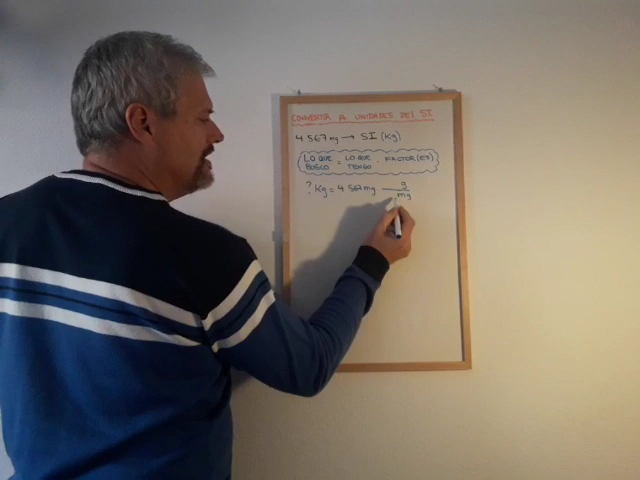 CONVERTIR A UNIDADES DEL SI
4 567 mg → SI (Kg)
LO QUE BUSCO = LO QUE TENGO · FACTOR(ES)
? Kg = 4 567 mg g/mg